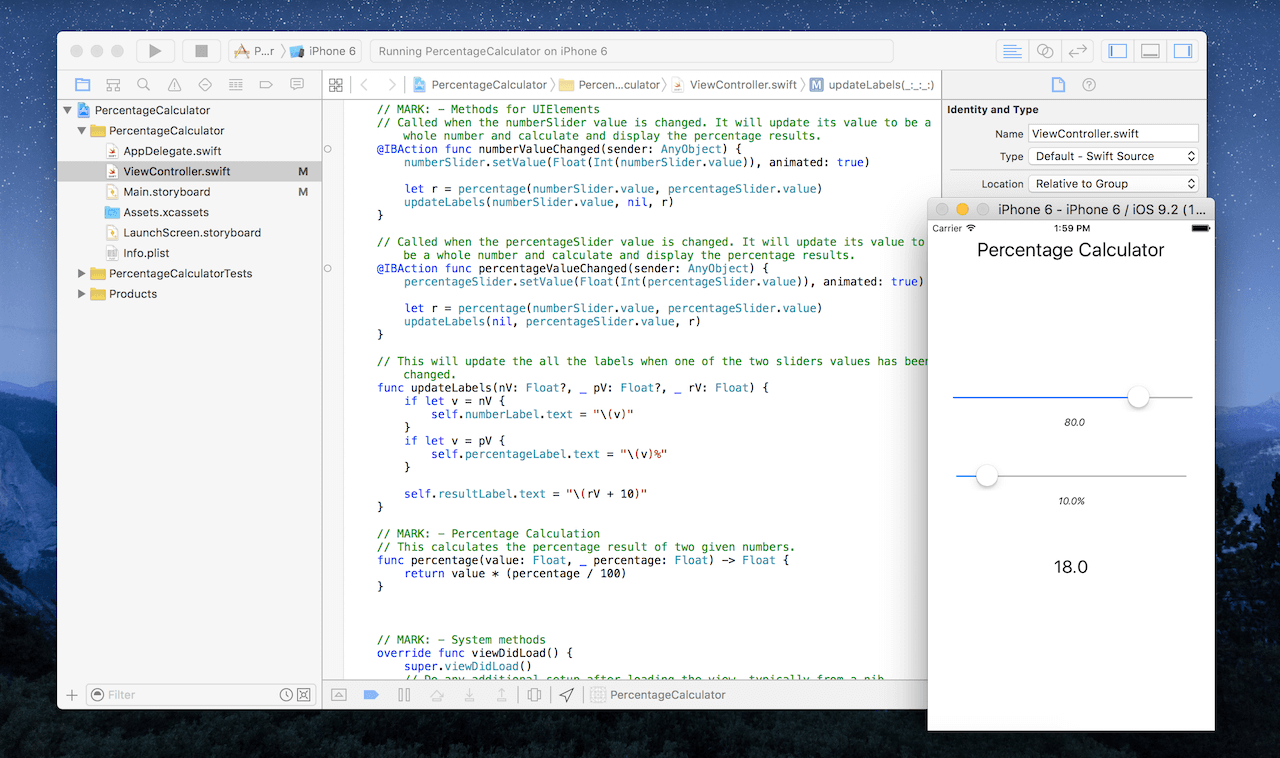 P...r
iPhone 6
Running PercentageCalculator on iPhone 6
PercentageCalculator
Percen...culator
ViewController.swift
M
updateLabels(_:_:_:)
PercentageCalculator
PercentageCalculator
AppDelegate.swift
ViewController.swift M
Main.storyboard M
Assets.xcassets
LaunchScreen.storyboard
Info.plist
PercentageCalculatorTests
Products
Filter
// MARK: - Methods for UIElements
// Called when the numberSlider value is changed. It will update its value to be a
whole number and calculate and display the percentage results.
@IBAction func numberValueChanged(sender: AnyObject) {
numberSlider.setValue(Float(Int(numberSlider.value)), animated: true)
let r = percentage(numberSlider.value, percentageSlider.value)
updateLabels(numberSlider.value, nil, r)
}
// Called when the percentageSlider value is changed. It will update its value to
be a whole number and calculate and display the percentage results.
@IBAction func percentageValueChanged(sender: AnyObject) {
percentageSlider.setValue(Float(Int(percentageSlider.value)), animated: true)
let r = percentage(numberSlider.value, percentageSlider.value)
updateLabels(nil, percentageSlider.value, r)
}
// This will update the all the labels when one of the two sliders values has been
changed.
func updateLabels(nV: Float?, _ pV: Float?, _ rV: Float) {
if let v = nV {
self.numberLabel.text = "\(v)"
}
if let v = pV {
self.percentageLabel.text = "\(v)%"
}
self.resultLabel.text = "\(rV + 10)"
}
// MARK: - Percentage Calculation
// This calculates the percentage result of two given numbers.
func percentage(value: Float, _ percentage: Float) -> Float {
return value * (percentage / 100)
}
// MARK: - System methods
override func viewDidLoad() {
super.viewDidLoad()
// Do any additional setup after loading the view, typically from a nib.
PercentageCalculator
Identity and Type
Name ViewController.swift
Type Default - Swift Source
Location Relative to Group
iPhone 6 - iPhone 6 / iOS 9.2 (1...
Carrier 1:59 PM
Percentage Calculator
80.0
10.0%
18.0